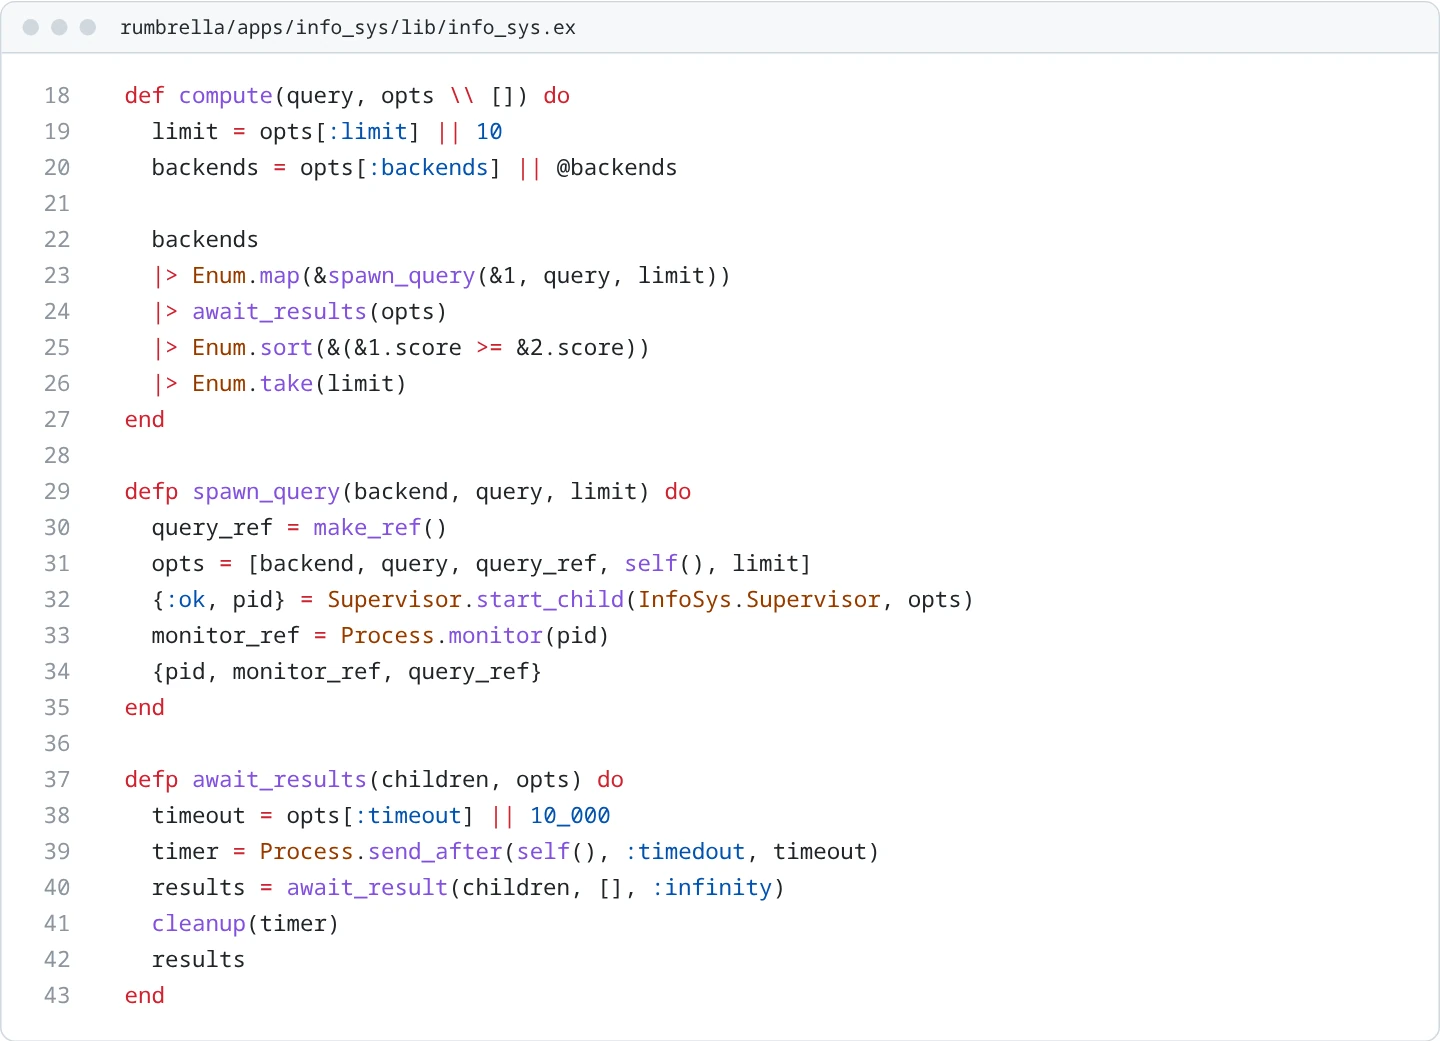 rumbrella/apps/info_sys/lib/info_sys.ex
18 def compute(query, opts \\ []) do
19 limit = opts[:limit] || 10
20 backends = opts[:backends] || @backends
21
22 backends
23 |> Enum.map(&spawn_query(&1, query, limit))
24 |> await_results(opts)
25 |> Enum.sort(&(&1.score >= &2.score))
26 |> Enum.take(limit)
27 end
28
29 defp spawn_query(backend, query, limit) do
30 query_ref = make_ref()
31 opts = [backend, query, query_ref, self(), limit]
32 {:ok, pid} = Supervisor.start_child(InfoSys.Supervisor, opts)
33 monitor_ref = Process.monitor(pid)
34 {pid, monitor_ref, query_ref}
35 end
36
37 defp await_results(children, opts) do
38 timeout = opts[:timeout] || 10_000
39 timer = Process.send_after(self(), :timedout, timeout)
40 results = await_result(children, [], :infinity)
41 cleanup(timer)
42 results
43 end